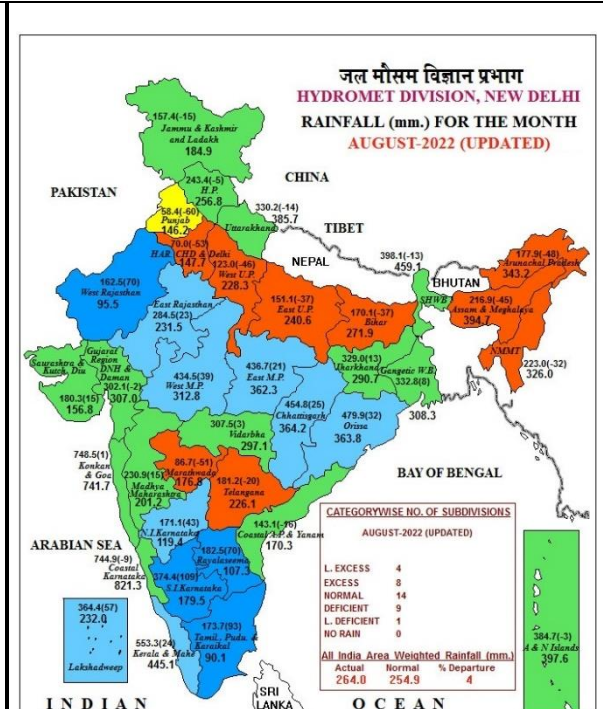 जल मौसम विज्ञान प्रभाग
HYDROMET DIVISION, NEW DELHI
RAINFALL (mm.) FOR THE MONTH
AUGUST-2022 (UPDATED)
157.4(-15)
Jammu & Kashmir
and Ladakh
184.9
CHINA
243.4(-5)
H.P.
256.8
PAKISTAN
58.4(-60)
Punjab
146.2
330.2(-14)
385.7
Uttarakhand
TIBET
70.0(-53)
HAR. CHD & Delhi
147.7
123.0(-46)
West U.P.
228.3
NEPAL
398.1(-13)
459.1
SHWB
BHUTAN
177.9(-48)
Arunachal Pradesh
343.2
162.5(70)
West Rajasthan
95.5
East Rajasthan
284.5(23)
231.5
151.1(-37)
East U.P.
240.6
170.1(-37)
Bihar
271.9
216.9(-45)
Assam & Meghalaya
394.7
NMMT
223.0(-32)
326.0
Saurashtra &
Kutch, Diu
180.3(15)
156.8
Gujarat
Region
DNH &
Daman
302.1(-2)
307.0
434.5(39)
West M.P.
312.8
436.7(21)
East M.P.
362.3
329.0(13)
Jharkhand
290.7
Gangetic W.B.
332.8(8)
308.3
454.8(25)
Chhattisgarh
364.2
479.9(32)
Orissa
363.8
307.5(3)
Vidarbha
297.1
748.5(1)
Konkan
& Goa
741.7
230.9(15)
Madhya
Maharashtra
201.2
86.7(-51)
Marathwada
176.8
181.2(-20)
Telangana
226.1
BAY OF BENGAL
143.1(-16)
Coastal A.P. & Yanam
170.3
ARABIAN SEA
744.9(-9)
Coastal
Karnataka
821.3
171.1(43)
N.I.Karnataka
119.4
182.5(70)
Rayalaseema
107.3
374.4(109)
S.I.Karnataka
179.5
364.4(57)
232.0
Lakshadweep
553.3(24)
Kerala & Mahe
445.1
173.7(93)
Tamil, Pudu. &
Karaikal
90.1
CATEGORYWISE NO. OF SUBDIVISIONS
AUGUST-2022 (UPDATED)
L. EXCESS 4
EXCESS 8
NORMAL 14
DEFICIENT 9
L. DEFICIENT 1
NO RAIN 0
All India Area Weighted Rainfall (mm.)
Actual Normal % Departure
264.0 254.9 4
384.7(-3)
A & N Islands
397.6
SRI
LANKA
INDIAN OCEAN